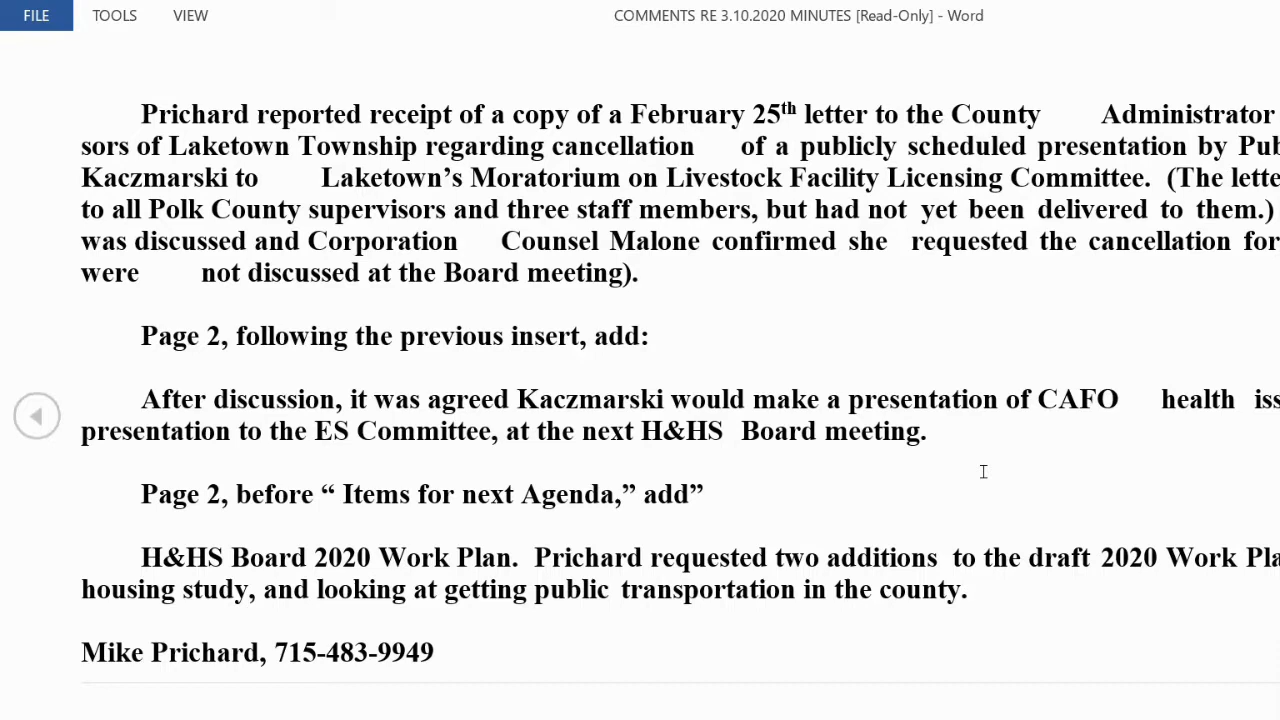 FILE TOOLS VIEW COMMENTS RE 3.10.2020 MINUTES [Read-Only] - Word
Prichard reported receipt of a copy of a February 25th letter to the County Administrator
sors of Laketown Township regarding cancellation of a publicly scheduled presentation by
Kaczmarski to Laketown’s Moratorium on Livestock Facility Licensing Committee. (The
to all Polk County supervisors and three staff members, but had not yet been delivered to them.)
was discussed and Corporation Counsel Malone confirmed she requested the cancellation for
were not discussed at the Board meeting).
Page 2, following the previous insert, add:
After discussion, it was agreed Kaczmarski would make a presentation of CAFO health
presentation to the ES Committee, at the next H&HS Board meeting.
Page 2, before “ Items for next Agenda,” add”
H&HS Board 2020 Work Plan. Prichard requested two additions to the draft 2020 Work
housing study, and looking at getting public transportation in the county.
Mike Prichard, 715-483-9949